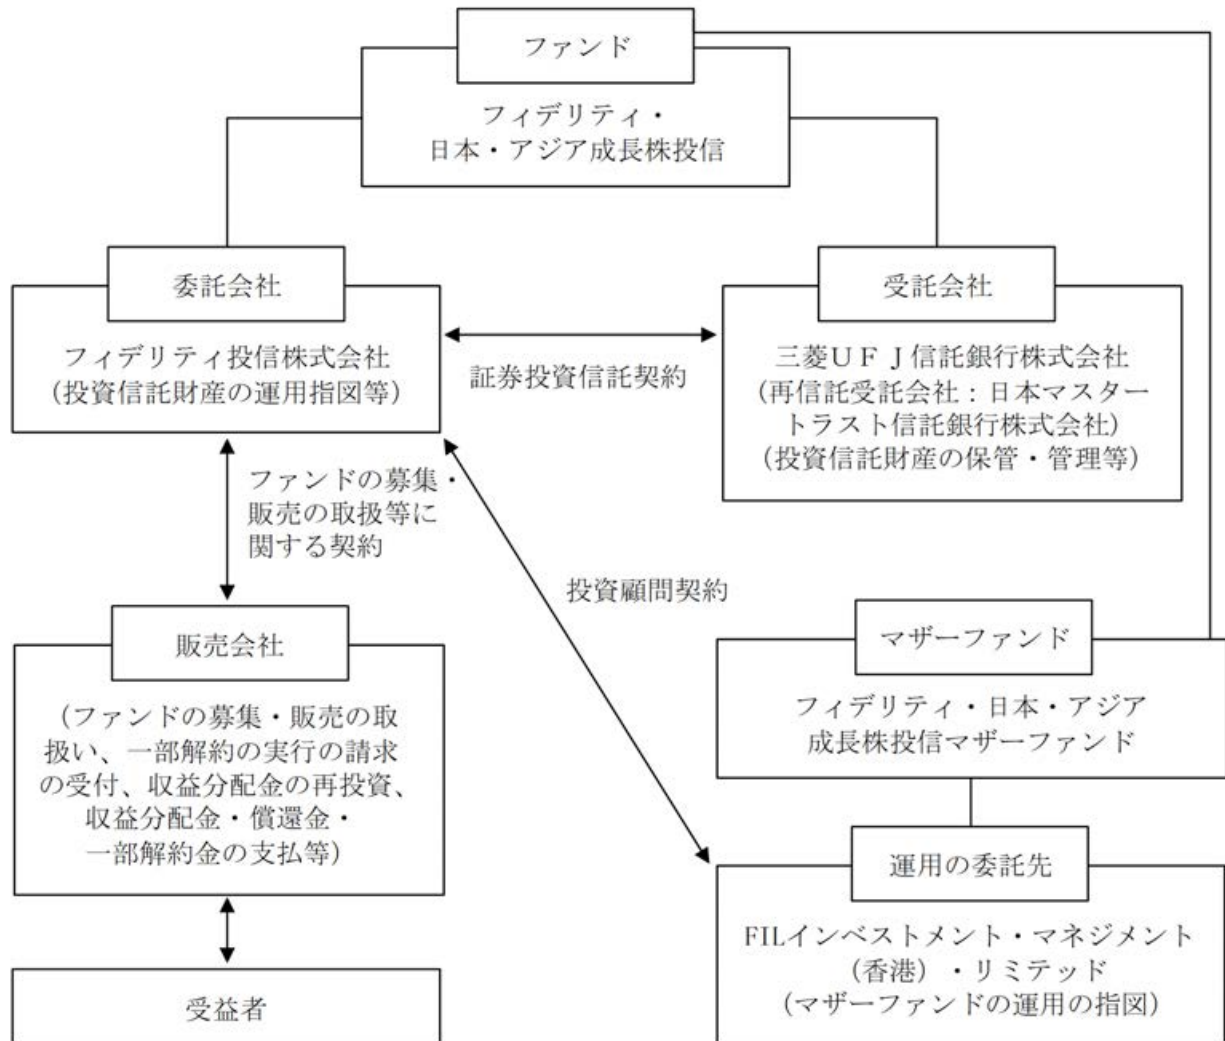 ファンド
フィデリティ・
日本・アジア成長株投信
委託会社
フィデリティ投信株式会社
（投資信託財産の運用指図等）
証券投資信託契約
受託会社
三菱ＵＦＪ信託銀行株式会社
（再信託受託会社：日本マスター
トラスト信託銀行株式会社）
（投資信託財産の保管・管理等）
ファンドの募集・
販売の取扱等に
関する契約
投資顧問契約
販売会社
（ファンドの募集・販売の取
扱い、一部解約の実行の請求
の受付、収益分配金の再投資、
収益分配金・償還金・
一部解約金の支払等）
マザーファンド
フィデリティ・日本・アジア
成長株投信マザーファンド
運用の委託先
FILインベストメント・マネジメント
（香港）・リミテッド
（マザーファンドの運用の指図）
受益者